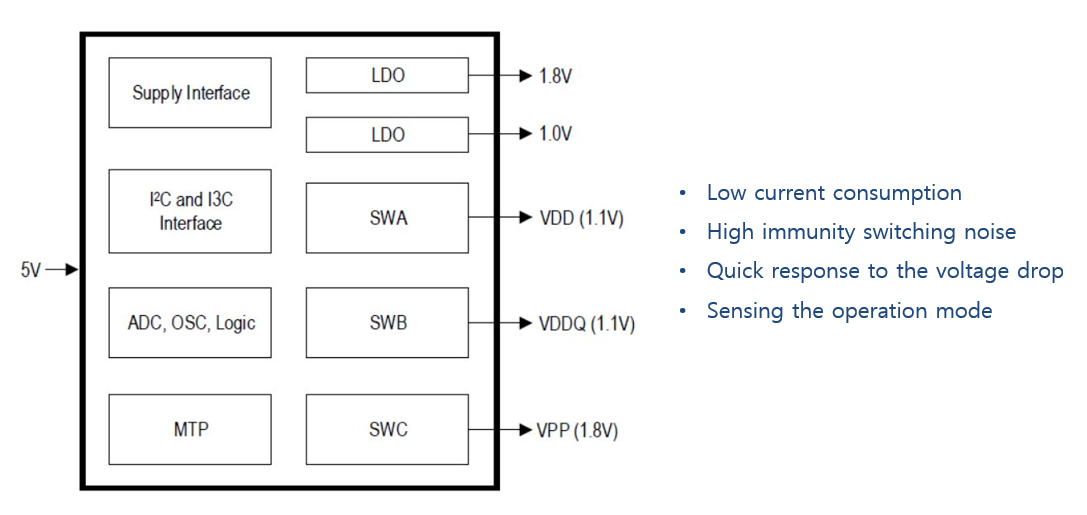 Supply Interface
LDO
1.8V
LDO
1.0V
I²C and I3C
Interface
SWA
VDD (1.1V)
5V
ADC, OSC, Logic
SWB
VDDQ (1.1V)
MTP
SWC
VPP (1.8V)
• Low current consumption
• High immunity switching noise
• Quick response to the voltage drop
• Sensing the operation mode